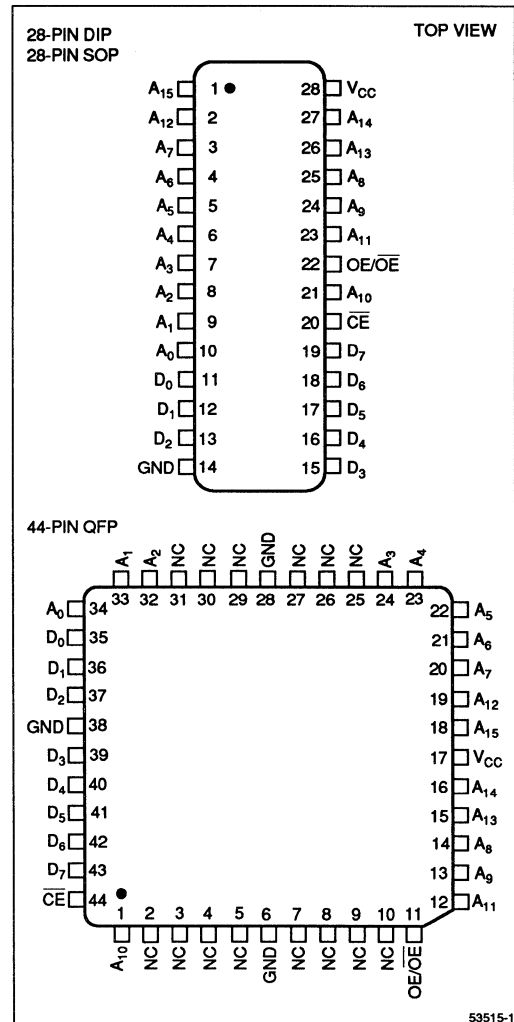 28-PIN DIP
28-PIN SOP
TOP VIEW
A₁₅ 1 28 V_CC
A₁₂ 2 27 A₁₄
A₇ 3 26 A₁₃
A₆ 4 25 A₈
A₅ 5 24 A₉
A₄ 6 23 A₁₁
A₃ 7 22 OE/O̅E̅
A₂ 8 21 A₁₀
A₁ 9 20 C̅E̅
A₀ 10 19 D₇
D₀ 11 18 D₆
D₁ 12 17 D₅
D₂ 13 16 D₄
GND 14 15 D₃
44-PIN QFP
A₁ A₂ NC NC NC GND NC NC NC A₃ A₄
33 32 31 30 29 28 27 26 25 24 23
A₀ 34 22 A₅
D₀ 35 21 A₆
D₁ 36 20 A₇
D₂ 37 19 A₁₂
GND 38 18 A₁₅
D₃ 39 17 V_CC
D₄ 40 16 A₁₄
D₅ 41 15 A₁₃
D₆ 42 14 A₈
D₇ 43 13 A₉
C̅E̅ 44 12 A₁₁
1 2 3 4 5 6 7 8 9 10 11
A₁₀ NC NC NC NC GND NC NC NC NC OE/O̅E̅
53515-1